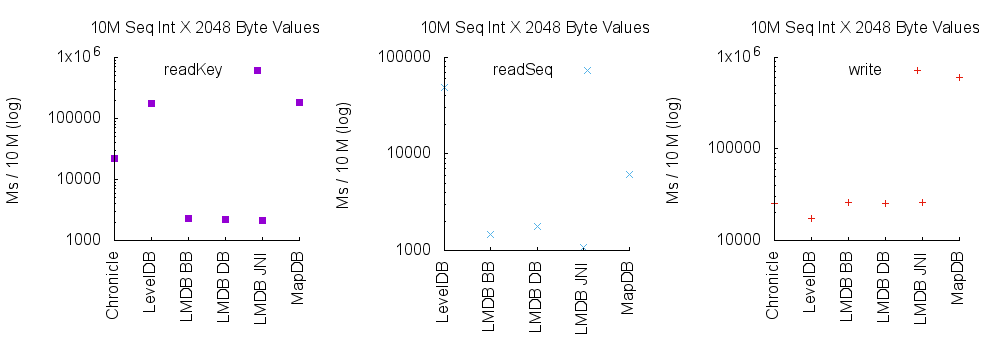 10M Seq Int X 2048 Byte Values
Ms / 10 M (log)
1x10^6
100000
10000
1000
readKey
Chronicle
LevelDB
LMDB BB
LMDB DB
LMDB JNI
MapDB
10M Seq Int X 2048 Byte Values
Ms / 10 M (log)
100000
10000
1000
readSeq
LevelDB
LMDB BB
LMDB DB
LMDB JNI
MapDB
10M Seq Int X 2048 Byte Values
Ms / 10 M (log)
1x10^6
100000
10000
write
Chronicle
LevelDB
LMDB BB
LMDB DB
LMDB JNI
MapDB